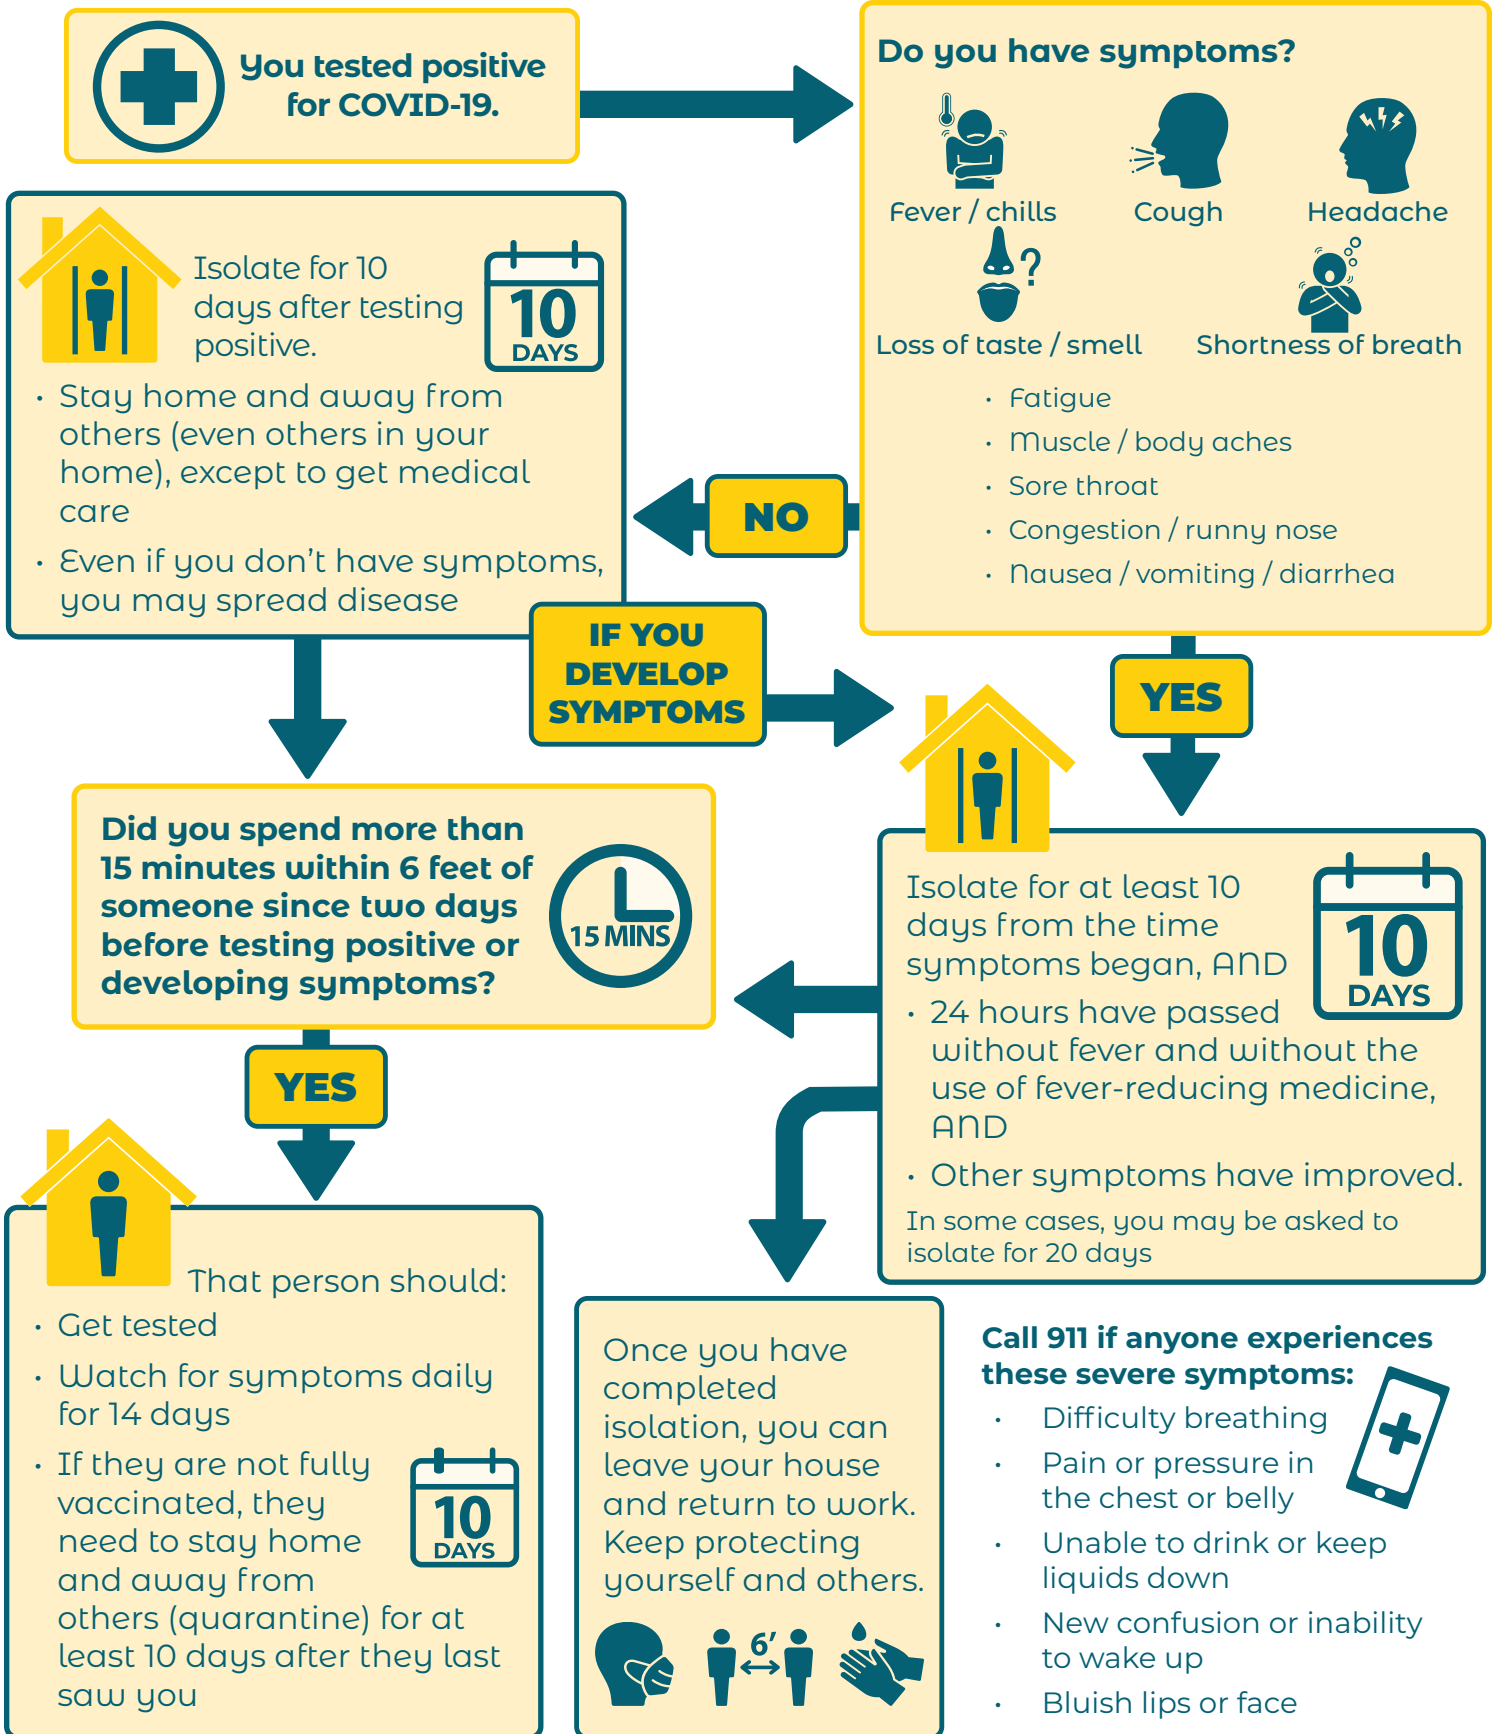 You tested positive
for COVID-19.
Do you have symptoms?
Fever / chills
Cough
Headache
Loss of taste / smell
?
Shortness of breath
• Fatigue
• Muscle / body aches
• Sore throat
• Congestion / runny nose
• Nausea / vomiting / diarrhea
NO
Isolate for 10
days after testing
positive.
10
DAYS
• Stay home and away from
others (even others in your
home), except to get medical
care
• Even if you don't have symptoms,
you may spread disease
IF YOU
DEVELOP
SYMPTOMS
YES
Isolate for at least 10
days from the time
symptoms began, AND
10
DAYS
• 24 hours have passed
without fever and without the
use of fever-reducing medicine,
AND
• Other symptoms have improved.
In some cases, you may be asked to
isolate for 20 days
Did you spend more than
15 minutes within 6 feet of
someone since two days
before testing positive or
developing symptoms?
15 MINS
YES
That person should:
• Get tested
• Watch for symptoms daily
for 14 days
• If they are not fully
vaccinated, they
need to stay home
and away from
others (quarantine) for at
least 10 days after they last
saw you
10
DAYS
Once you have
completed
isolation, you can
leave your house
and return to work.
Keep protecting
yourself and others.
6'
Call 911 if anyone experiences
these severe symptoms:
• Difficulty breathing
• Pain or pressure in
the chest or belly
• Unable to drink or keep
liquids down
• New confusion or inability
to wake up
• Bluish lips or face